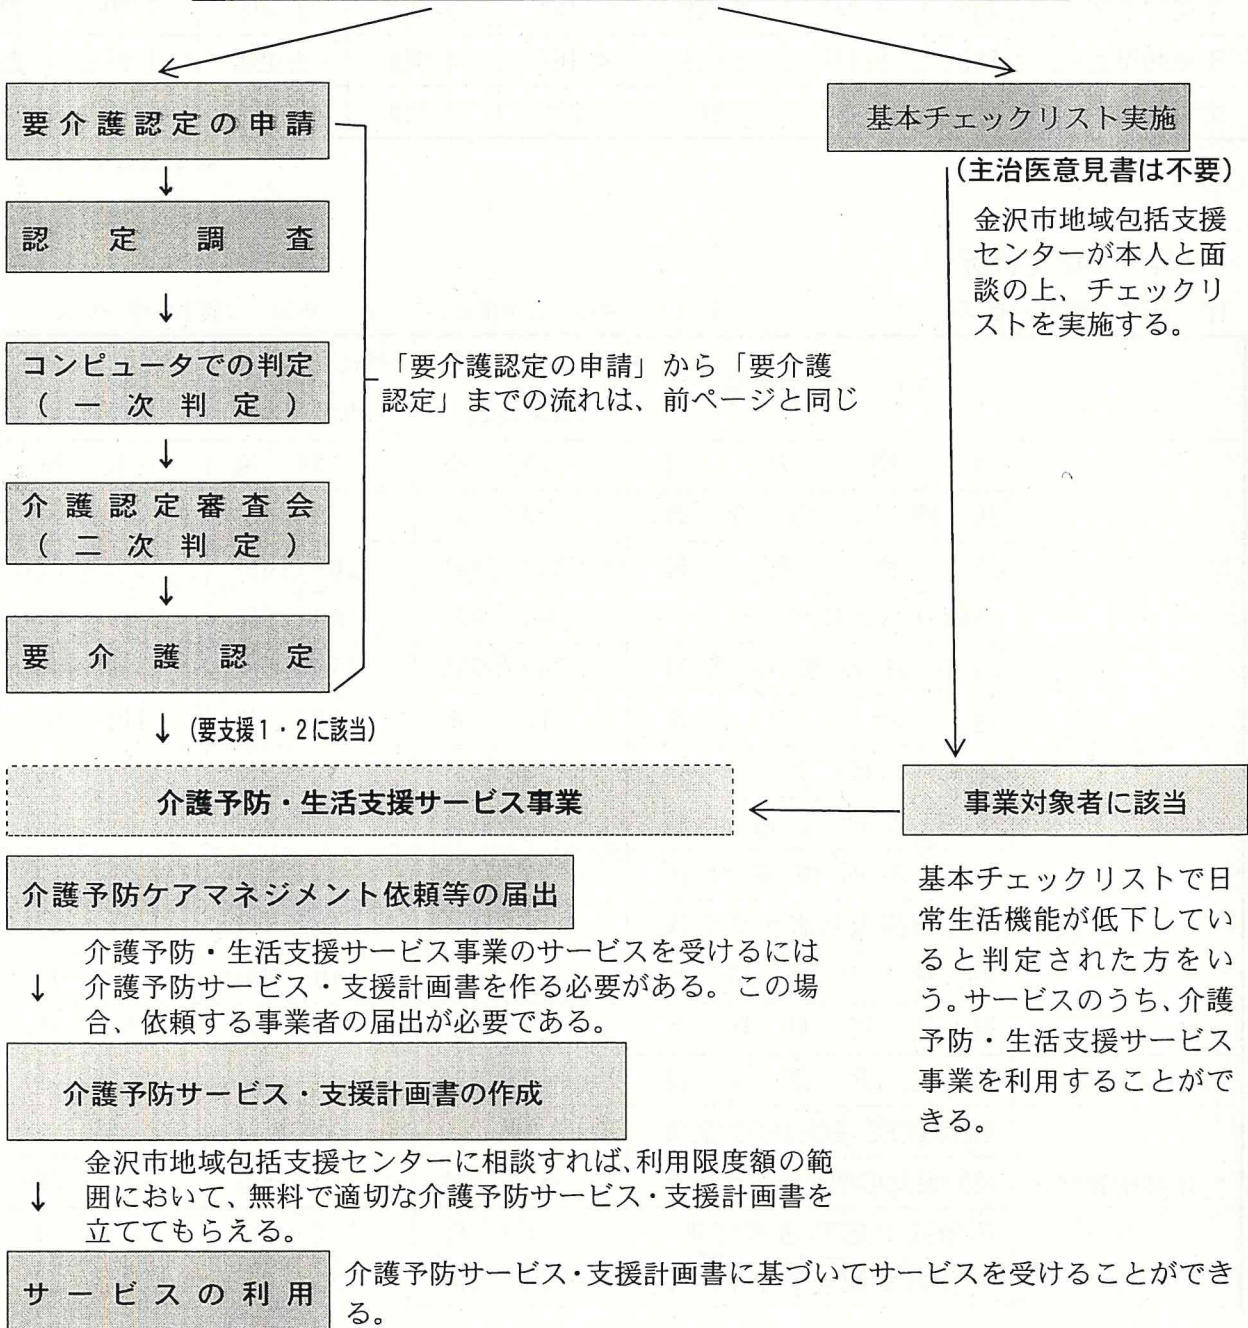 要介護認定の申請
↓
認定調査
↓
コンピュータでの判定
(一次判定)
↓
介護認定審査会
(二次判定)
↓
要介護認定
「要介護認定の申請」から「要介護
認定」までの流れは、前ページと同じ
基本チェックリスト実施
(主治医意見書は不要)
金沢市地域包括支援
センターが本人と面
談の上、チェックリ
ストを実施する。
↓ (要支援1・2に該当)
介護予防・生活支援サービス事業
事業対象者に該当
基本チェックリストで日
常生活機能が低下してい
ると判定された方をい
う。サービスのうち、介護
予防・生活支援サービス
事業を利用することがで
きる。
介護予防ケアマネジメント依頼等の届出
介護予防・生活支援サービス事業のサービスを受けるには
↓ 介護予防サービス・支援計画書を作る必要がある。この場
合、依頼する事業者の届出が必要である。
介護予防サービス・支援計画書の作成
金沢市地域包括支援センターに相談すれば、利用限度額の範
↓ 囲において、無料で適切な介護予防サービス・支援計画書を
立ててもらえる。
サービスの利用
介護予防サービス・支援計画書に基づいてサービスを受けることができ
る。